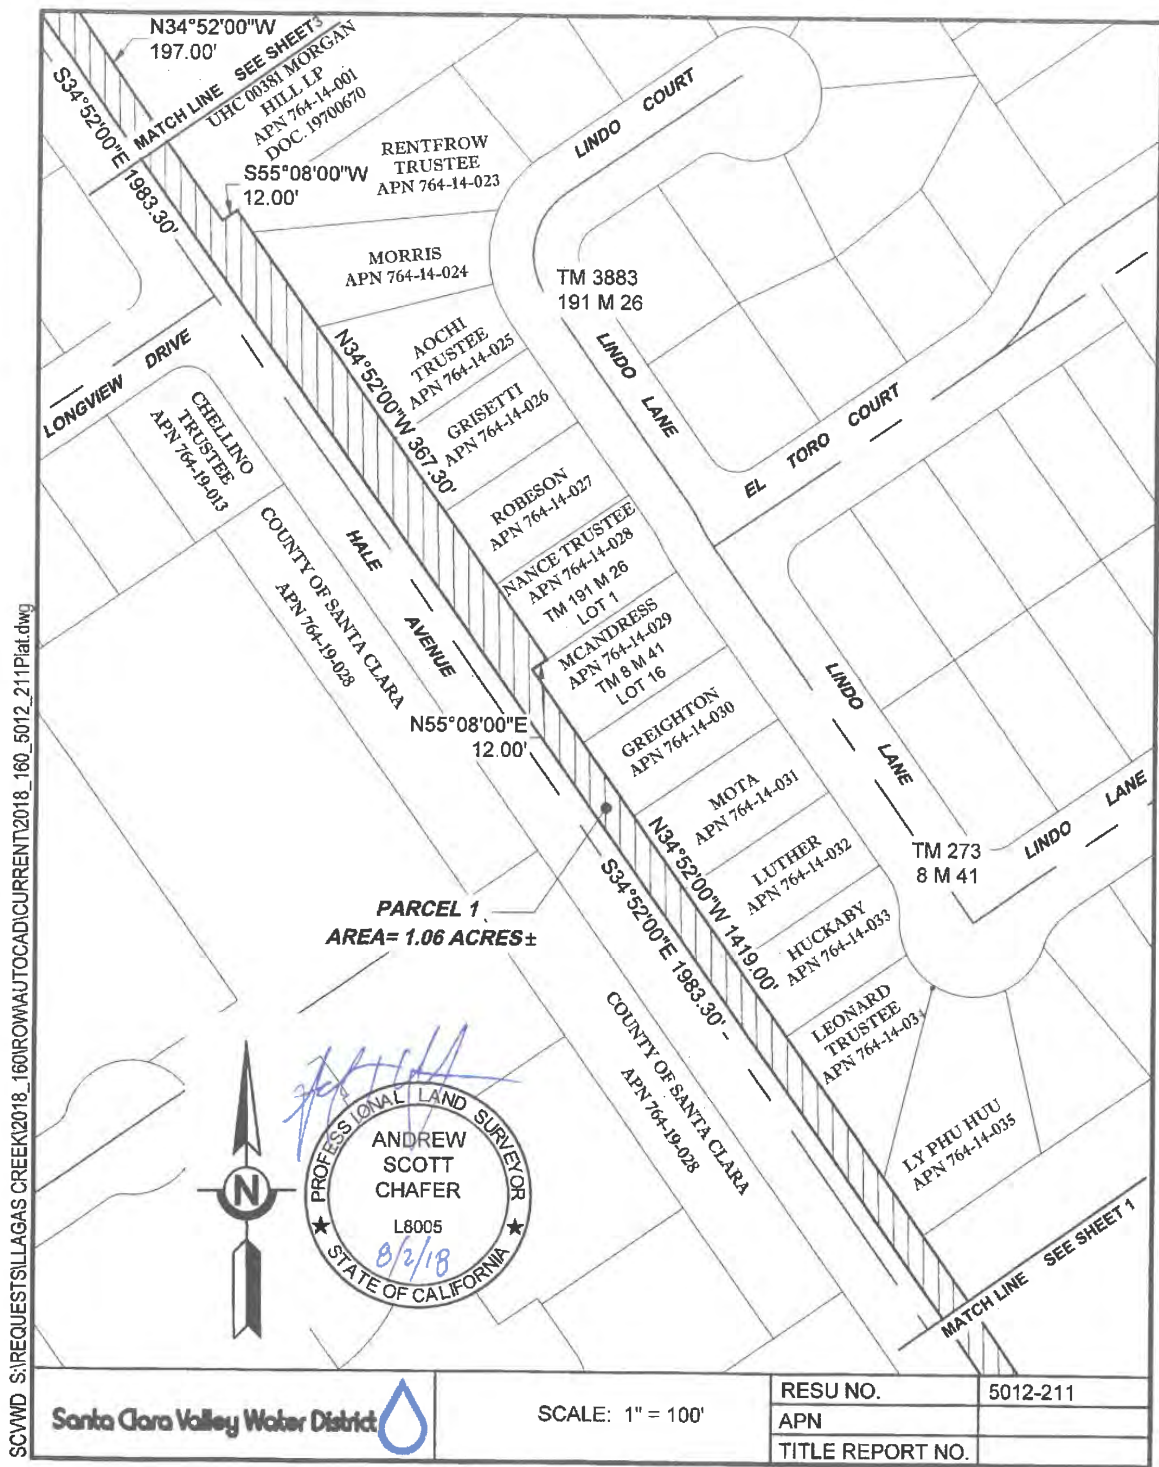 N34°52'00"W
197.00'
MATCH LINE SEE SHEET 3
S34°52'00"E 1983.30'
UHC 00381 MORGAN
HILL LP
APN 764-14-001
DOC. 19700670
S55°08'00"W
12.00'
RENTFROW
TRUSTEE
APN 764-14-023
LINDO COURT
MORRIS
APN 764-14-024
TM 3883
191 M 26
LONGVIEW DRIVE
CHELLINO
TRUSTEE
APN 764-19-013
N34°52'00"W 367.30'
AOCHI
TRUSTEE
APN 764-14-025
GRISETTI
APN 764-14-026
LINDO LANE
EL TORO COURT
ROBESON
APN 764-14-027
NANCE TRUSTEE
APN 764-14-028
TM 191 M 26
LOT 1
HALE AVENUE
COUNTY OF SANTA CLARA
APN 764-19-028
MCANDRESS
APN 764-14-029
TM 8 M 41
LOT 16
N55°08'00"E
12.00'
GREIGHTON
APN 764-14-030
LINDO LANE
MOTA
APN 764-14-031
LINDO LANE
LUTHER
APN 764-14-032
TM 273
8 M 41
N34°52'00"W 1419.00'
S34°52'00"E 1983.30'
PARCEL 1
AREA= 1.06 ACRES±
HUCKABY
APN 764-14-033
LEONARD
TRUSTEE
APN 764-14-034
COUNTY OF SANTA CLARA
APN 764-19-028
LY PHU HUU
APN 764-14-035
MATCH LINE SEE SHEET 1
N
PROFESSIONAL LAND SURVEYOR
ANDREW
SCOTT
CHAFER
L8005
8/2/18
STATE OF CALIFORNIA
SCVWD S:\REQUESTS\LLAGAS CREEK\2018_160\ROW\AUTOCAD\CURRENT\2018_160_5012_211Plat.dwg
Santa Clara Valley Water District
SCALE: 1" = 100'
RESU NO. 5012-211
APN
TITLE REPORT NO.